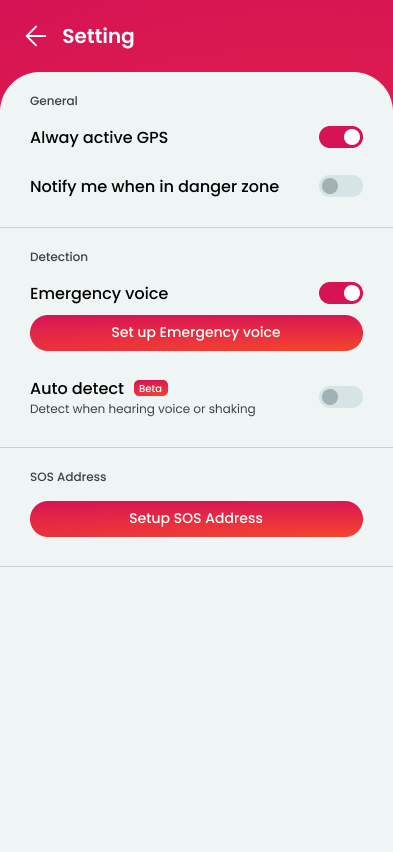 Setting
General
Alway active GPS
Notify me when in danger zone
Detection
Emergency voice
Set up Emergency voice
Auto detect Beta
Detect when hearing voice or shaking
SOS Address
Setup SOS Address